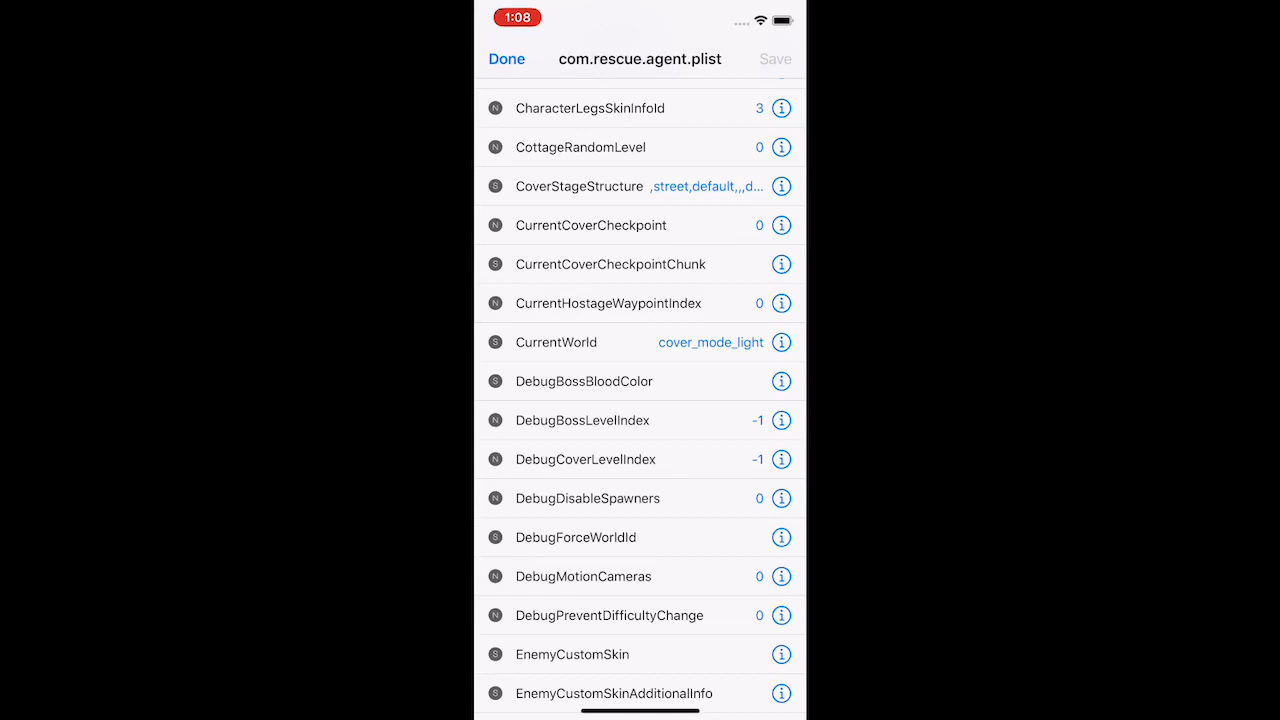 1:08
Done com.rescue.agent.plist Save
N CharacterLegsSkinInfoId 3
N CottageRandomLevel 0
S CoverStageStructure ,street,default,,,d...
N CurrentCoverCheckpoint 0
S CurrentCoverCheckpointChunk
N CurrentHostageWaypointIndex 0
S CurrentWorld cover_mode_light
S DebugBossBloodColor
N DebugBossLevelIndex -1
N DebugCoverLevelIndex -1
N DebugDisableSpawners 0
S DebugForceWorldId
N DebugMotionCameras 0
N DebugPreventDifficultyChange 0
S EnemyCustomSkin
S EnemyCustomSkinAdditionalInfo